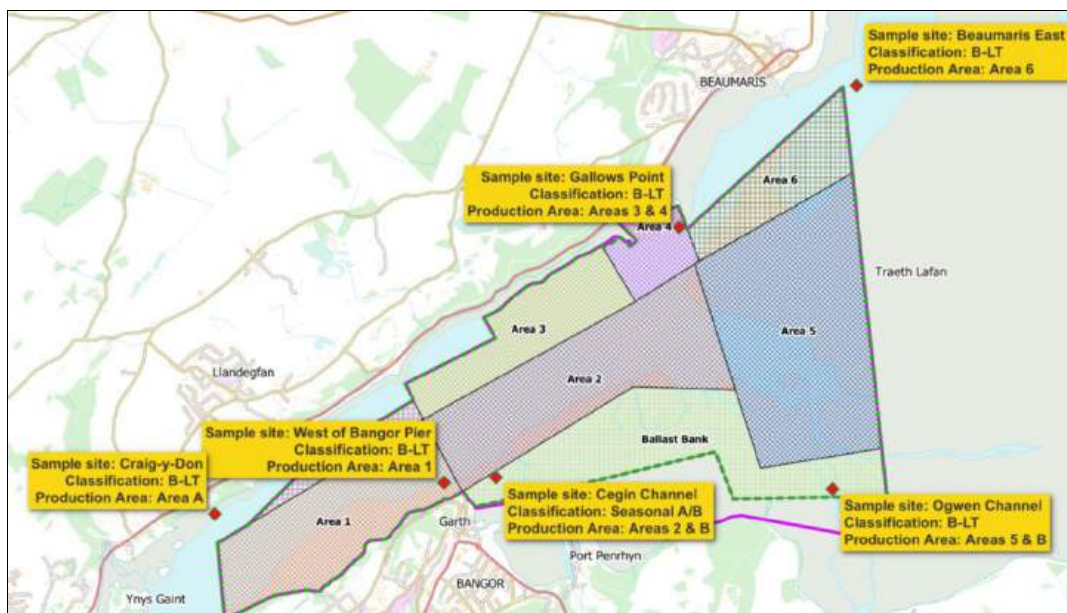 Sample site: Beaumaris East
Classification: B-LT
Production Area: Area 6
BEAUMARIS
Sample site: Gallows Point
Classification: B-LT
Production Area: Areas 3 & 4
Area 6
Area 4
Traeth Lafan
Area 3
Area 5
Llandegfan
Area 2
Sample site: West of Bangor Pier
Classification: B-LT
Production Area: Area 1
Ballast Bank
Sample site: Craig-y-Don
Classification: B-LT
Production Area: Area A
Sample site: Cegin Channel
Classification: Seasonal A/B
Production Area: Areas 2 & B
Sample site: Ogwen Channel
Classification: B-LT
Production Area: Areas 5 & B
Area 1
Garth
Port Penrhyn
BANGOR
Ynys Gaint